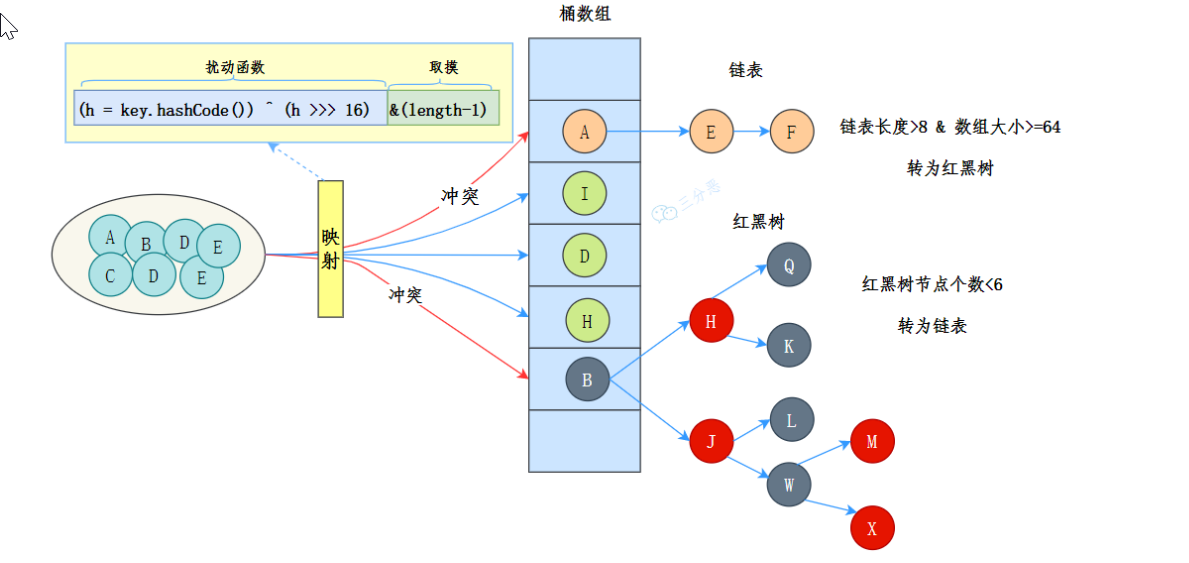 桶数组
扰动函数
取摸
(h = key.hashCode()) ^ (h >>> 16) &(length-1)
链表
A
E
F
链表长度>8 & 数组大小>=64
转为红黑树
冲突
I
三分恶
映射
A
B
D
E
C
D
E
D
红黑树
Q
红黑树节点个数<6
转为链表
冲突
H
H
K
B
J
L
M
W
X